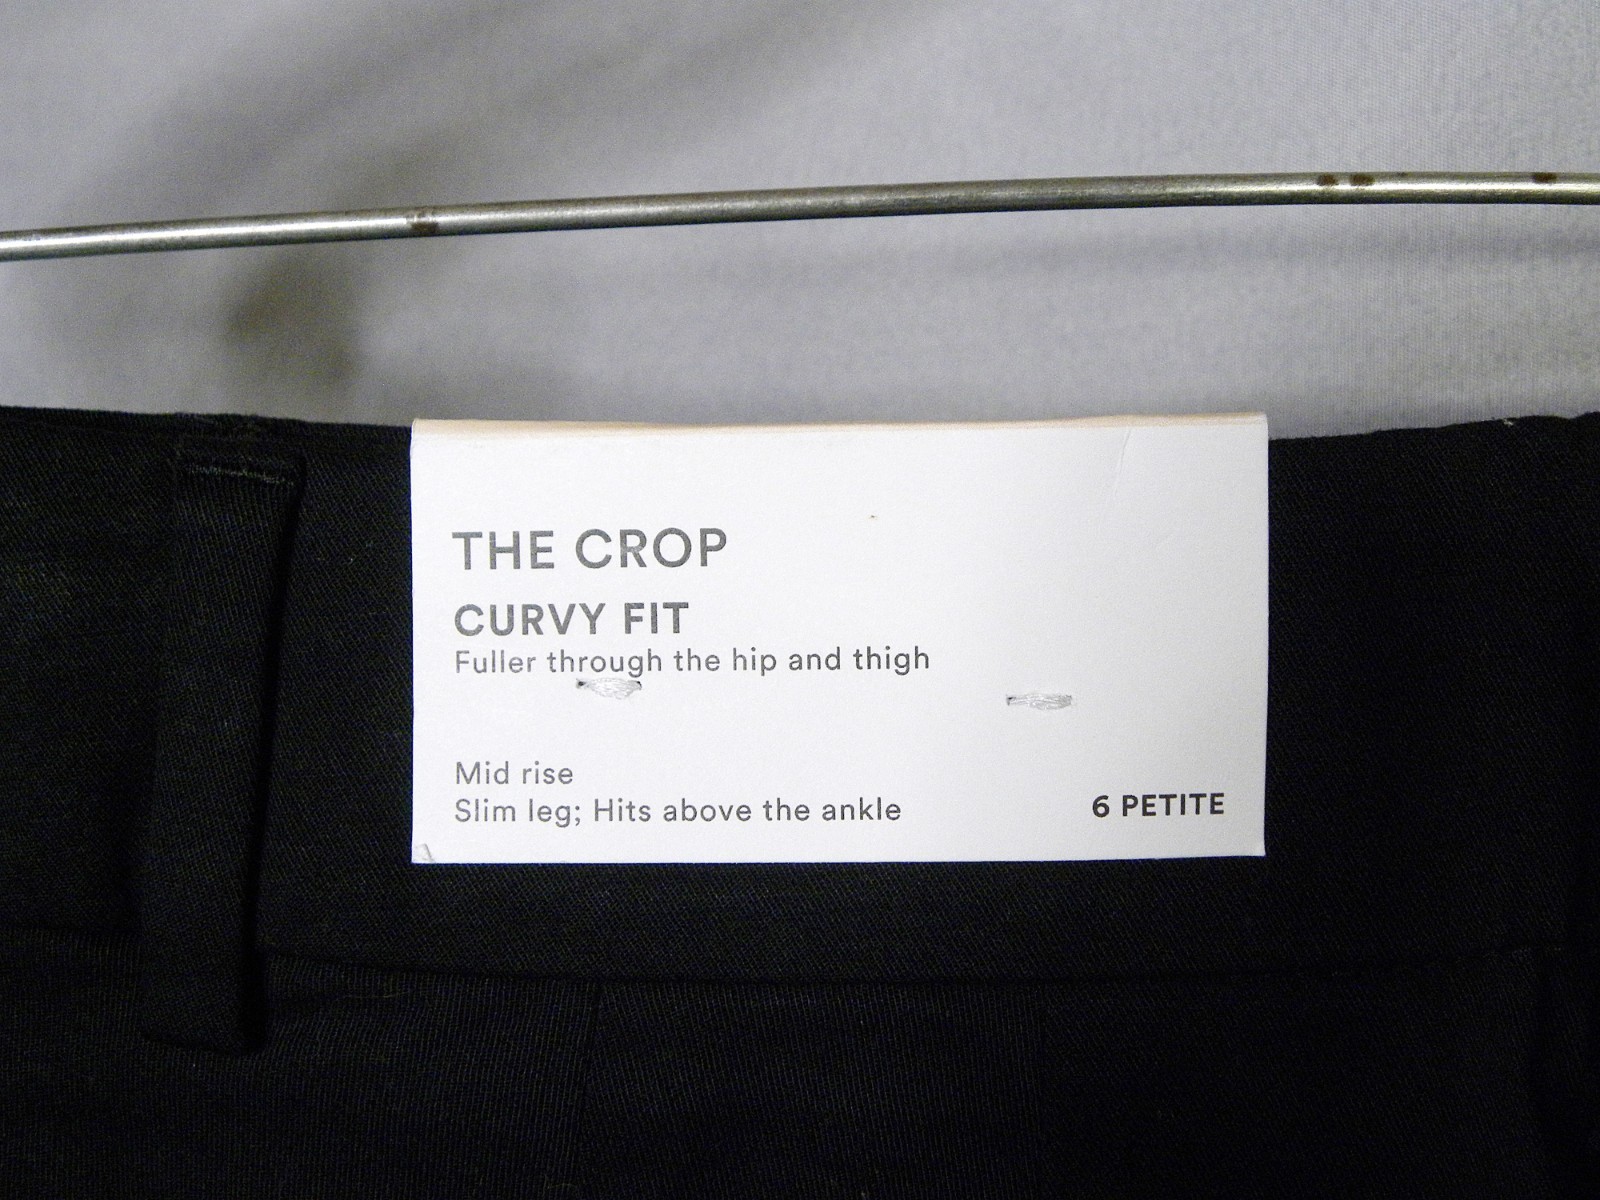 THE CROP
CURVY FIT
Fuller through the hip and thigh
Mid rise
Slim leg; Hits above the ankle
6 PETITE